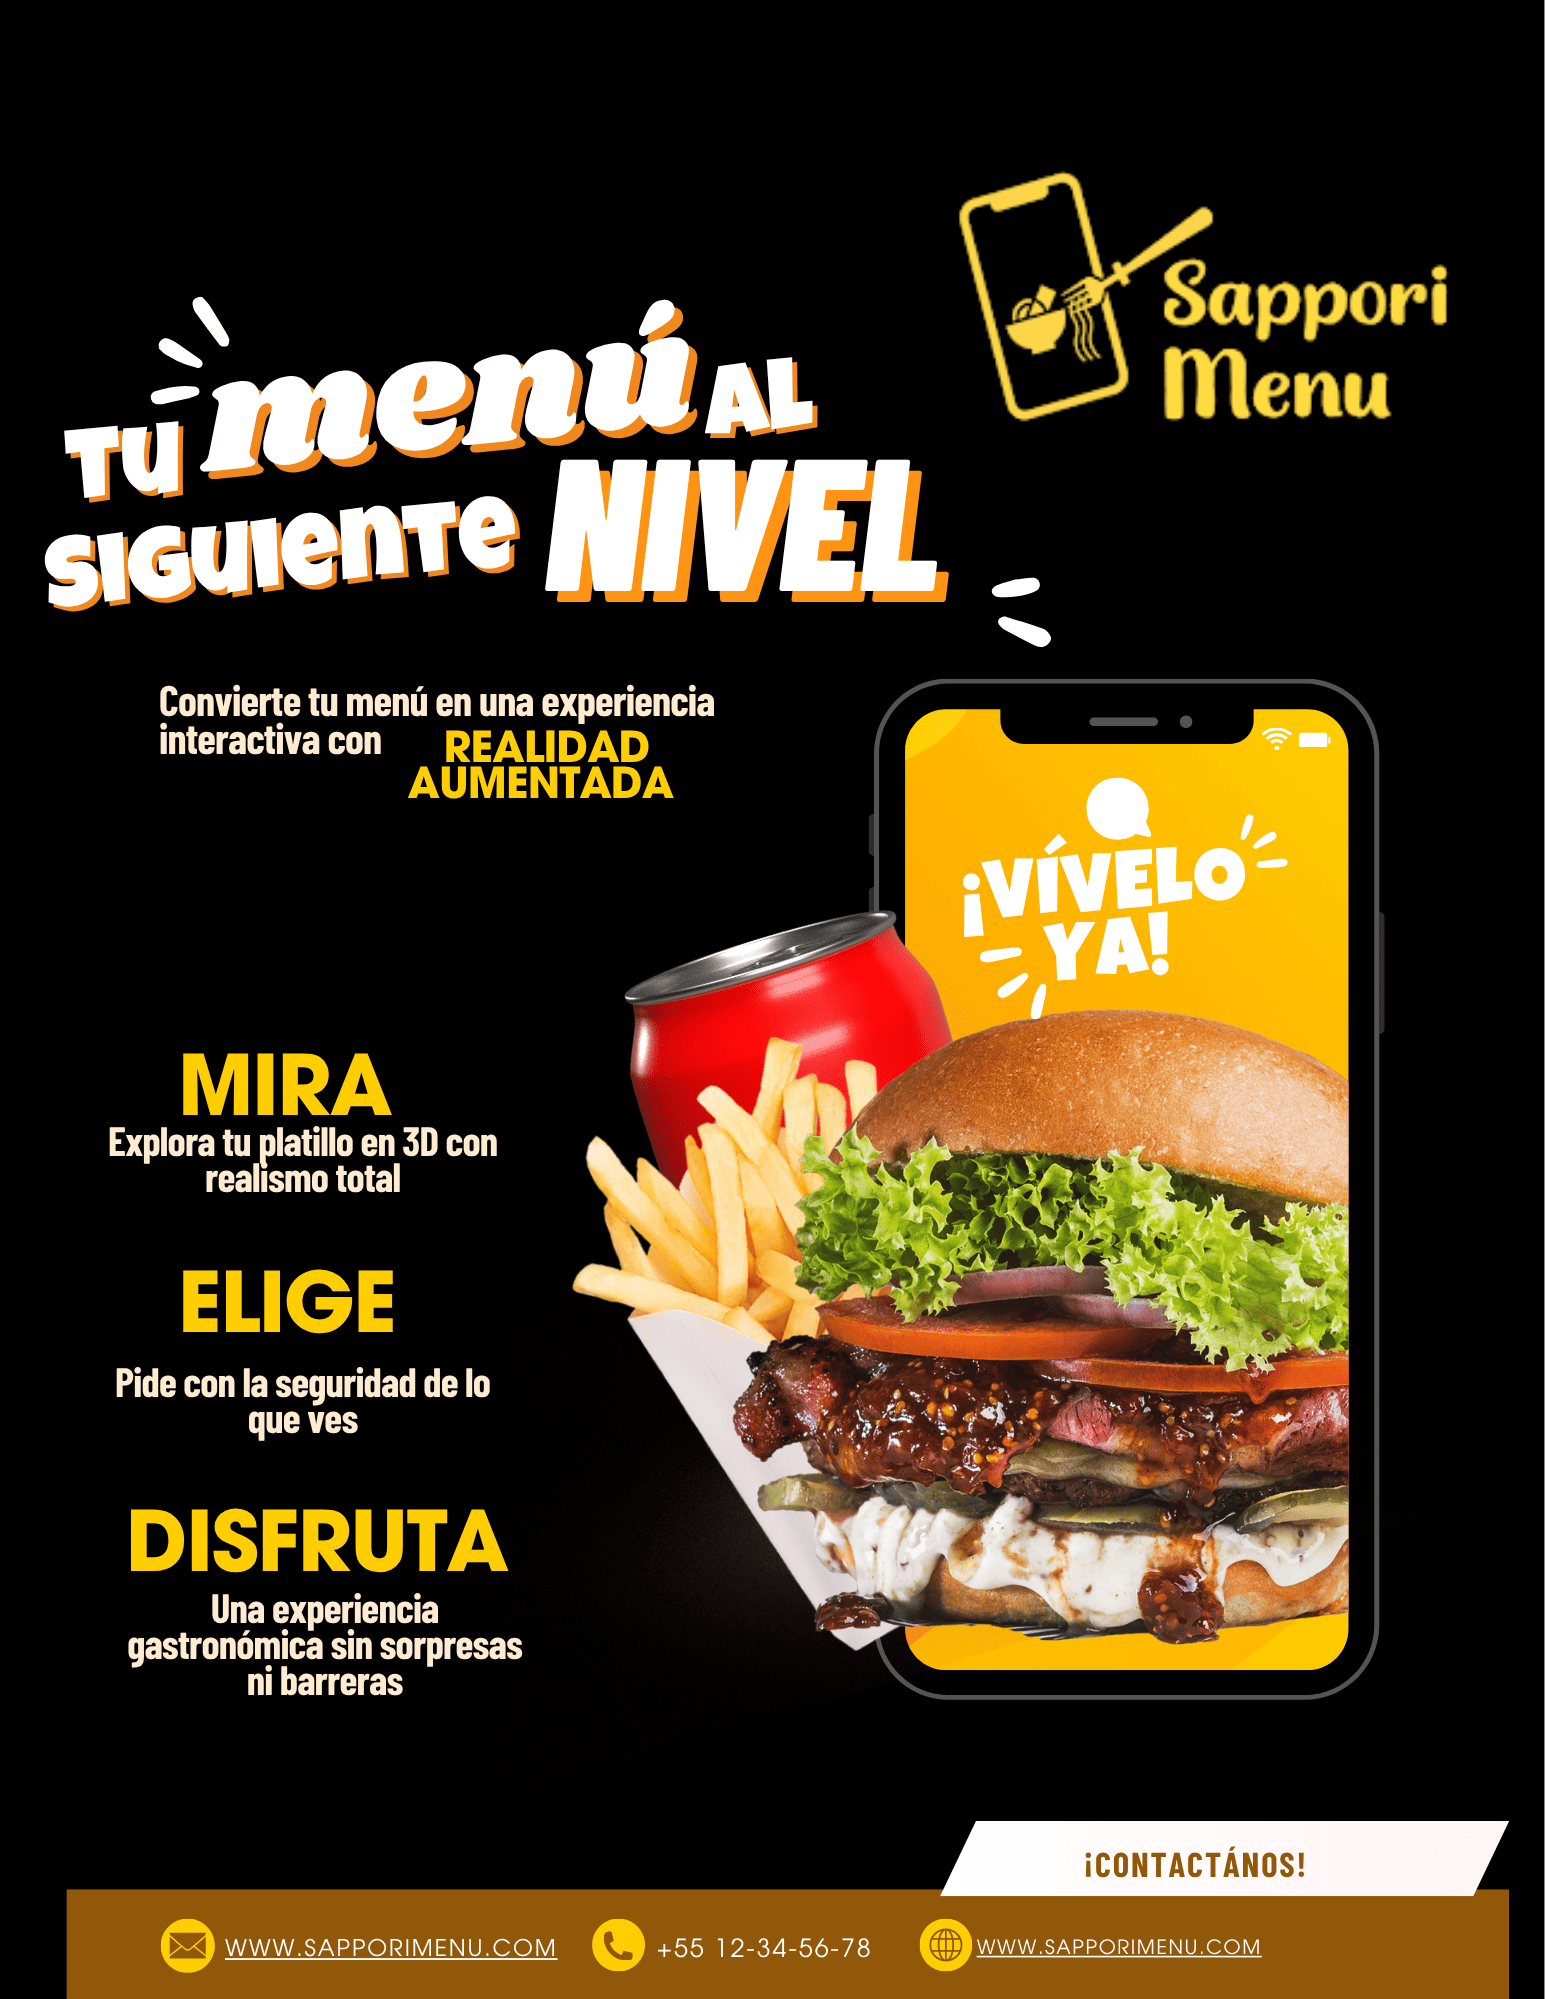 Sappori
Menu
TU menú AL
SIGUIENTE NIVEL
Convierte tu menú en una experiencia
interactiva con REALIDAD
AUMENTADA
¡VÍVELO
YA!
MIRA
Explora tu platillo en 3D con
realismo total
ELIGE
Pide con la seguridad de lo
que ves
DISFRUTA
Una experiencia
gastronómica sin sorpresas
ni barreras
¡CONTACTÁNOS!
WWW.SAPPORIMENU.COM +55 12-34-56-78 WWW.SAPPORIMENU.COM